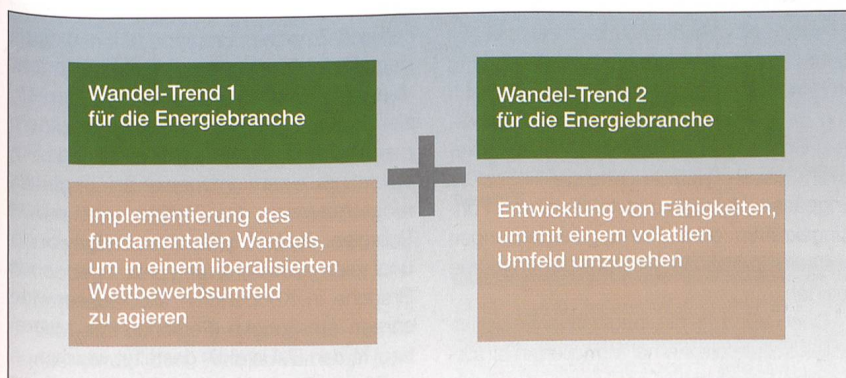 Wandel-Trend 1
für die Energiebranche
Implementierung des
fundamentalen Wandels,
um in einem liberalisierten
Wettbewerbsumfeld
zu agieren
+
Wandel-Trend 2
für die Energiebranche
Entwicklung von Fähigkeiten,
um mit einem volatilen
Umfeld umzugehen